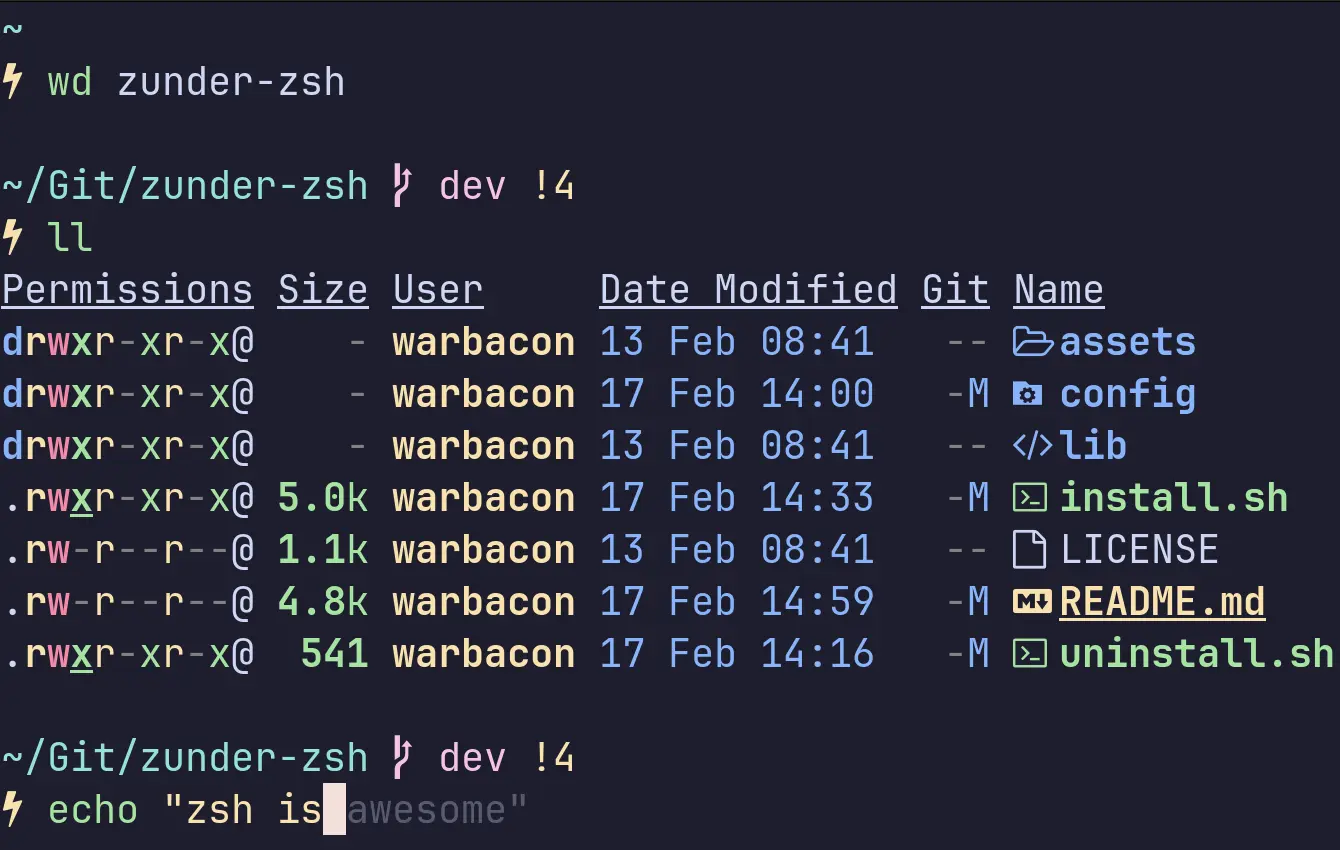 ~
wd zunder-zsh
~/Git/zunder-zsh dev !4
ll
Permissions Size User Date Modified Git Name
drwxr-xr-x@ - warbacon 13 Feb 08:41 -- assets
drwxr-xr-x@ - warbacon 17 Feb 14:00 -M config
drwxr-xr-x@ - warbacon 13 Feb 08:41 -- lib
.rwxr-xr-x@ 5.0k warbacon 17 Feb 14:33 -M install.sh
.rw-r--r--@ 1.1k warbacon 13 Feb 08:41 -- LICENSE
.rw-r--r--@ 4.8k warbacon 17 Feb 14:59 -M README.md
.rwxr-xr-x@ 541 warbacon 17 Feb 14:16 -M uninstall.sh
~/Git/zunder-zsh dev !4
echo "zsh is awesome"